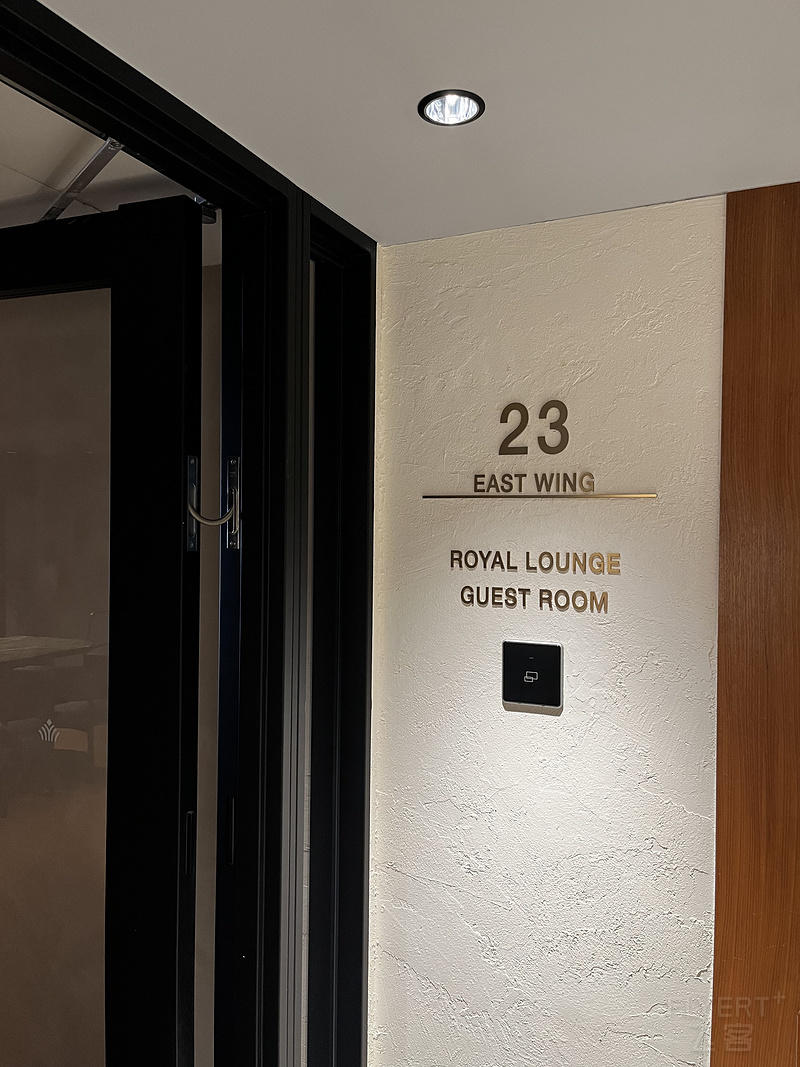 23
EAST WING
ROYAL LOUNGE
GUEST ROOM